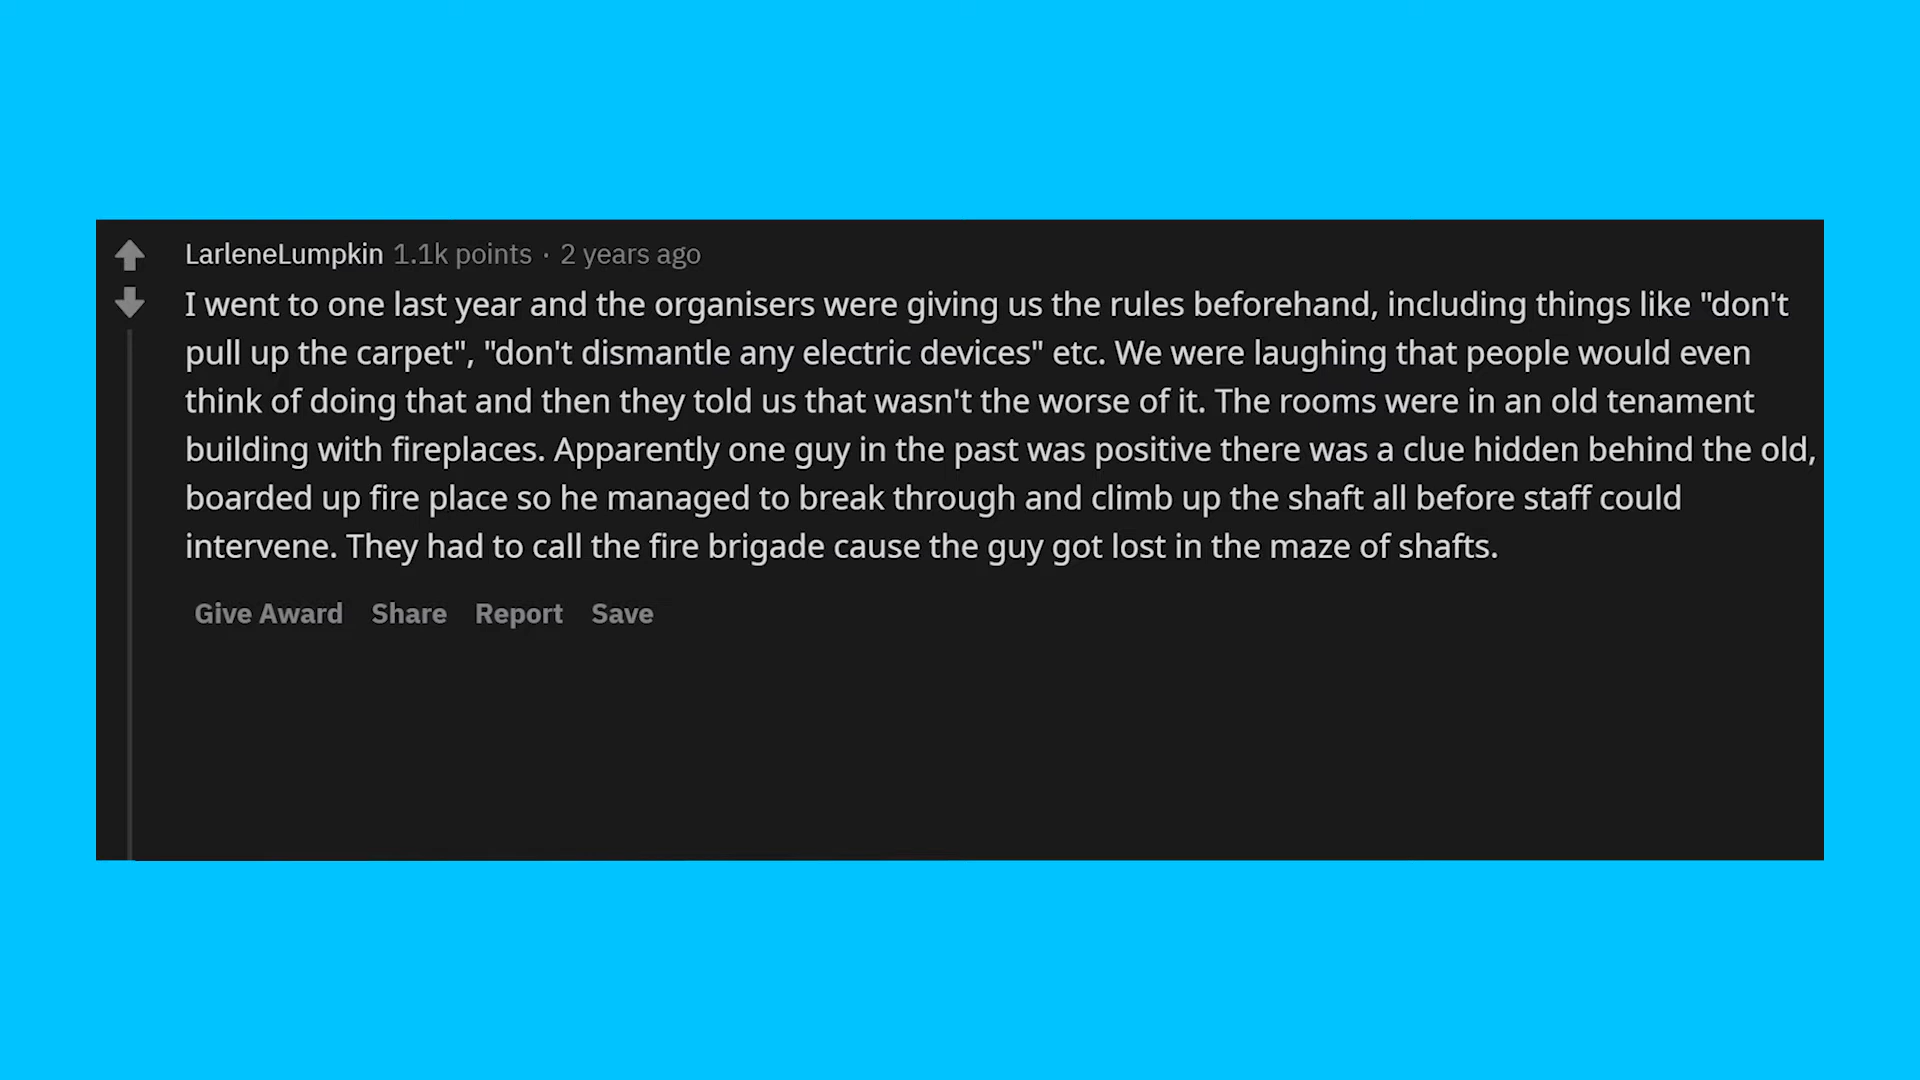 LarleneLumpkin 1.1k points · 2 years ago
I went to one last year and the organisers were giving us the rules beforehand, including things like "don't
pull up the carpet", "don't dismantle any electric devices" etc. We were laughing that people would even
think of doing that and then they told us that wasn't the worse of it. The rooms were in an old tenament
building with fireplaces. Apparently one guy in the past was positive there was a clue hidden behind the old,
boarded up fire place so he managed to break through and climb up the shaft all before staff could
intervene. They had to call the fire brigade cause the guy got lost in the maze of shafts.
Give Award Share Report Save